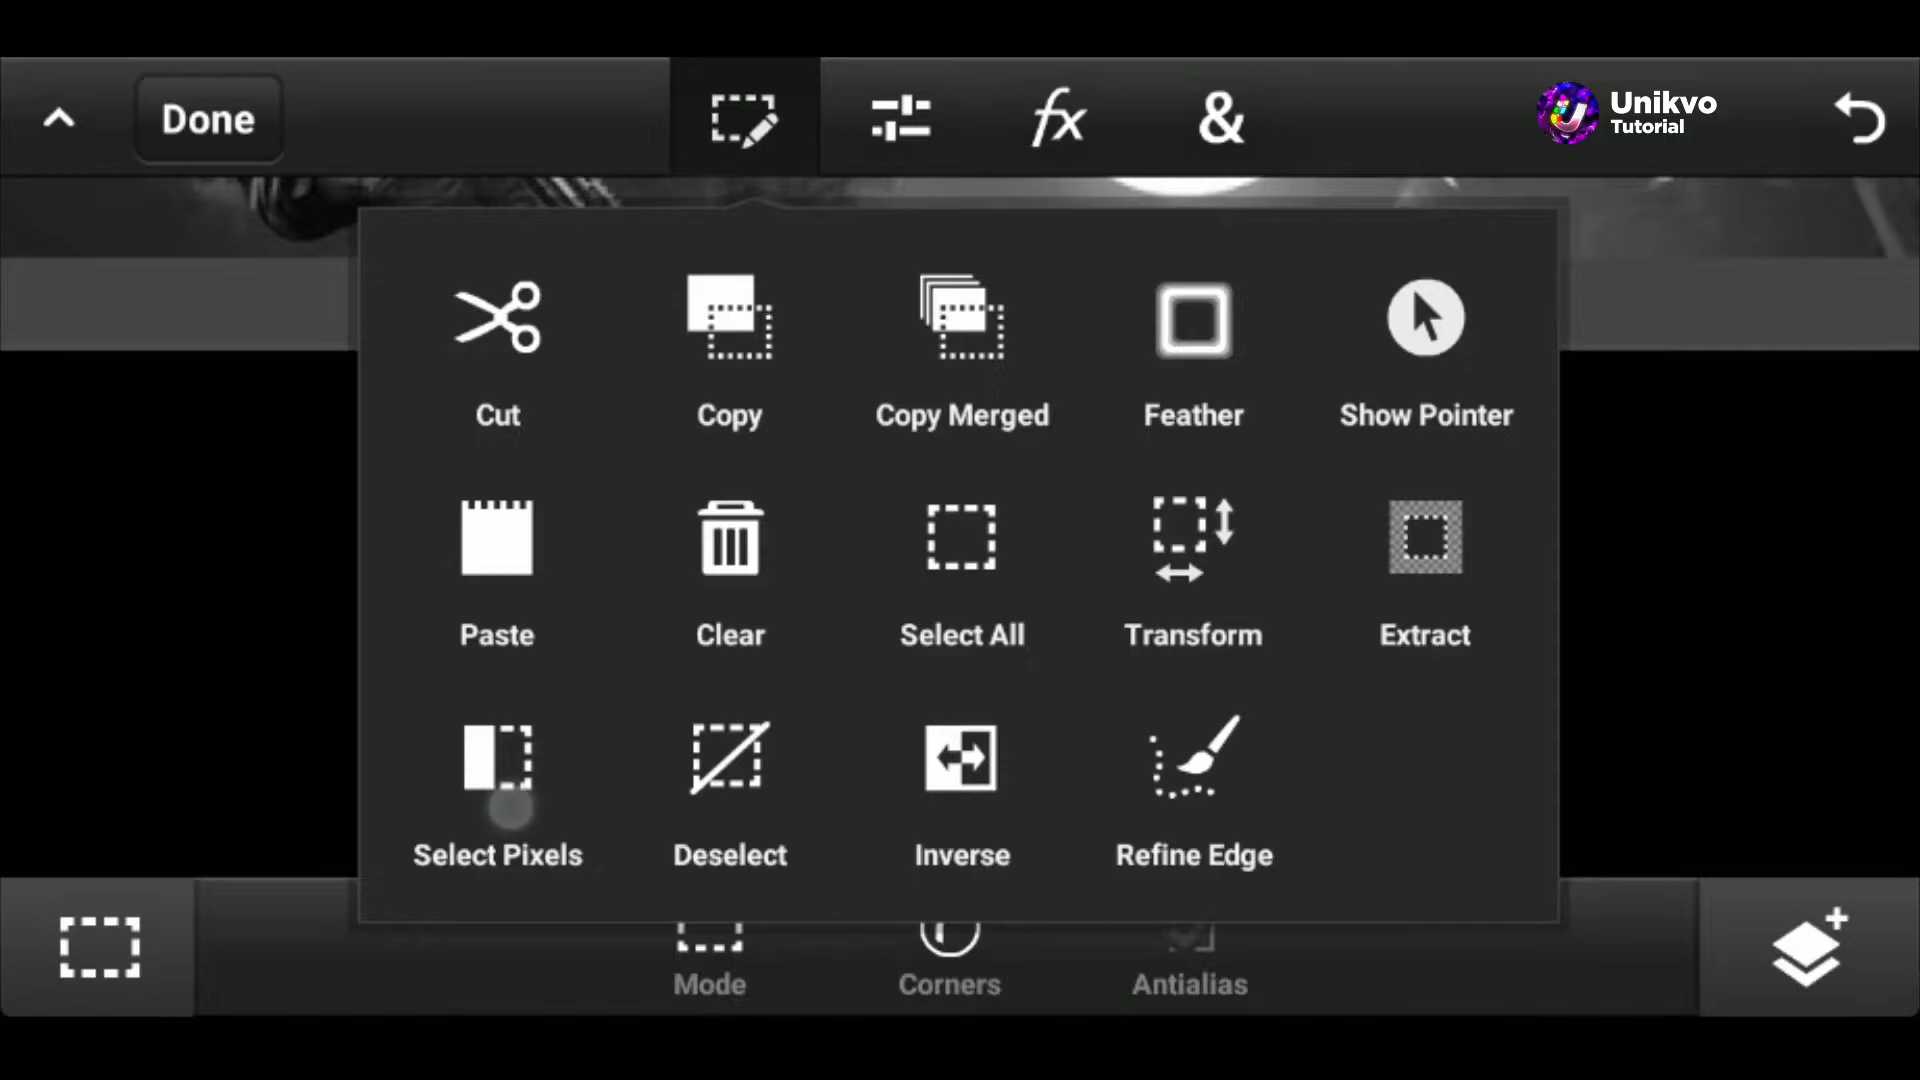 Done
fx
&
Unikvo
Tutorial
Cut
Copy
Copy Merged
Feather
Show Pointer
Paste
Clear
Select All
Transform
Extract
Select Pixels
Deselect
Inverse
Refine Edge
Mode
Corners
Antialias